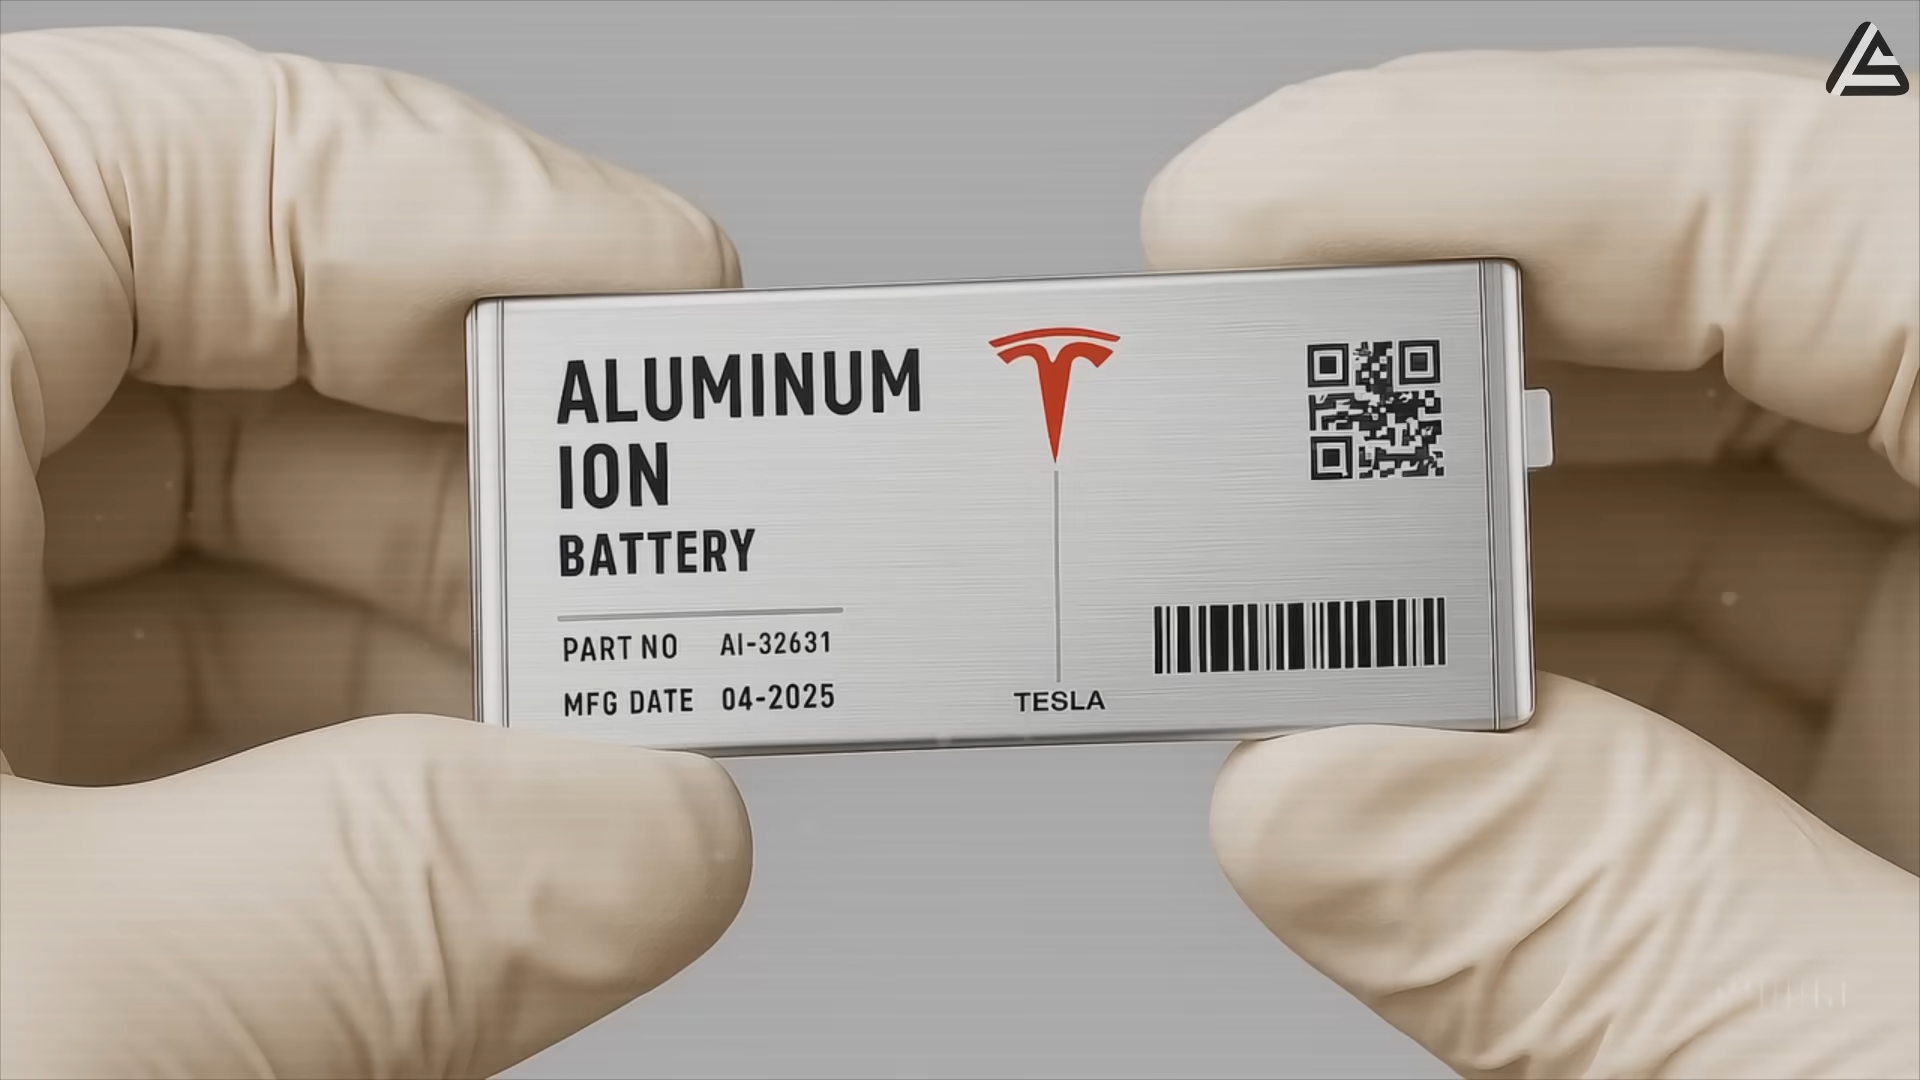 ALUMINUM
ION
BATTERY
PART NO AI-32631
MFG DATE 04-2025
TESLA